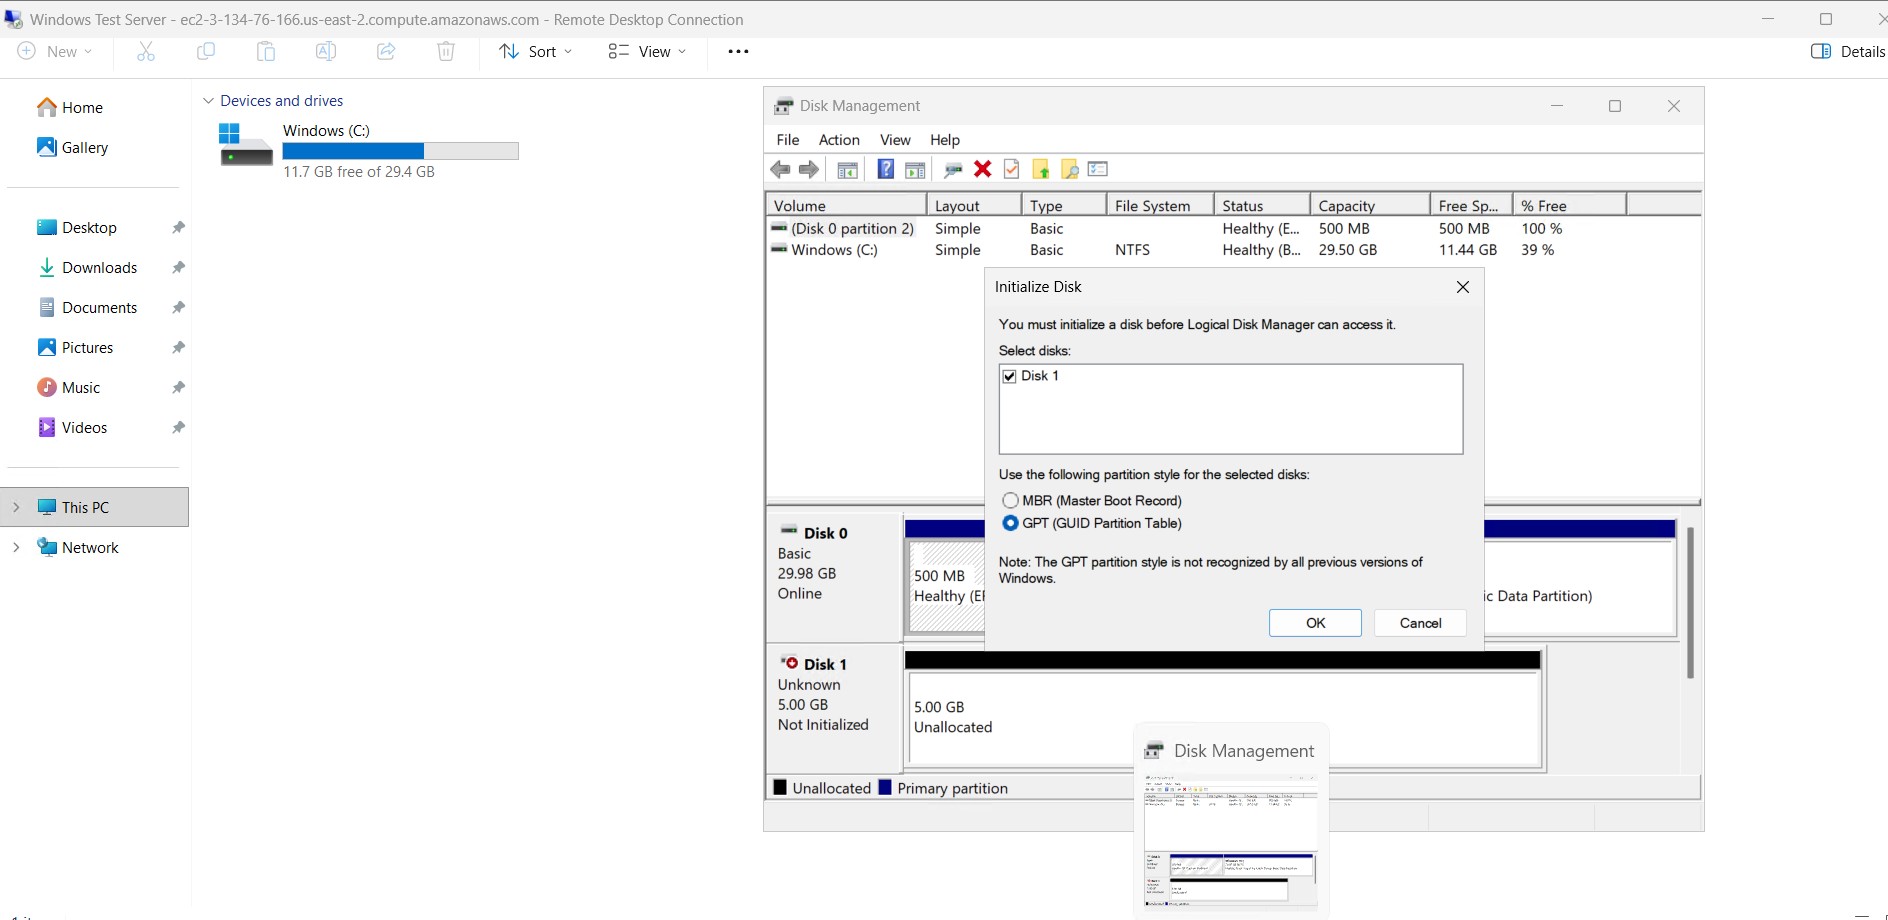 Windows Test Server - ec2-3-134-76-166.us-east-2.compute.amazonaws.com - Remote Desktop Connection
New Sort View ••• Details
Home
Gallery
Desktop
Downloads
Documents
Pictures
Music
Videos
This PC
Network
Devices and drives
Windows (C:)
11.7 GB free of 29.4 GB
Disk Management
File Action View Help
Volume Layout Type File System Status Capacity Free Sp... % Free
(Disk 0 partition 2) Simple Basic Healthy (E... 500 MB 500 MB 100 %
Windows (C:) Simple Basic NTFS Healthy (B... 29.50 GB 11.44 GB 39 %
Initialize Disk
You must initialize a disk before Logical Disk Manager can access it.
Select disks:
Disk 1
Use the following partition style for the selected disks:
MBR (Master Boot Record)
GPT (GUID Partition Table)
Note: The GPT partition style is not recognized by all previous versions of
Windows.
OK Cancel
Disk 0
Basic
29.98 GB
Online
500 MB
Healthy (EF
ic Data Partition)
Disk 1
Unknown
5.00 GB
Not Initialized
5.00 GB
Unallocated
Unallocated Primary partition
Disk Management